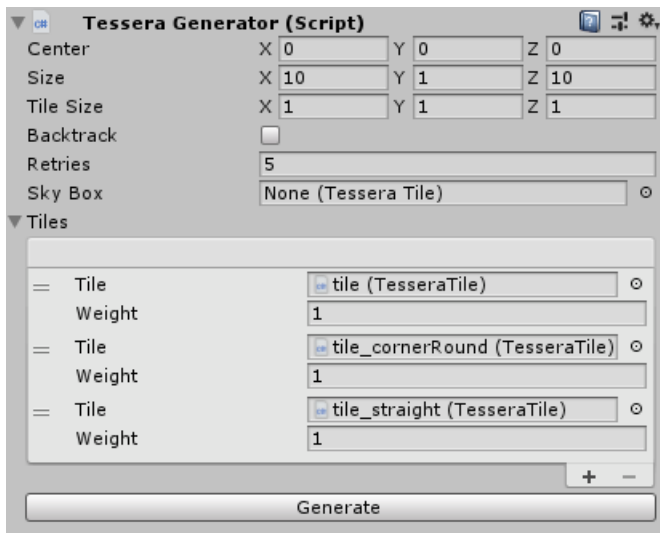 Tessera Generator (Script)
Center X 0 Y 0 Z 0
Size X 10 Y 1 Z 10
Tile Size X 1 Y 1 Z 1
Backtrack
Retries 5
Sky Box None (Tessera Tile)
Tiles
Tile tile (TesseraTile)
Weight 1
Tile tile_cornerRound (TesseraTile)
Weight 1
Tile tile_straight (TesseraTile)
Weight 1
+ −
Generate